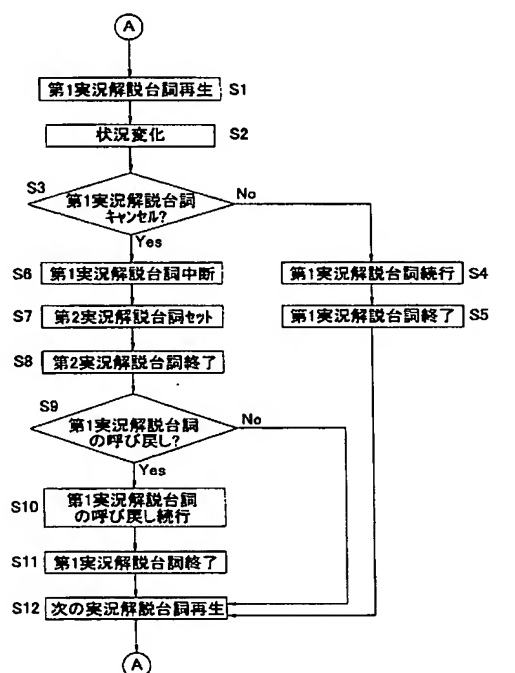 A
第1実況解説台詞再生 S1
状況変化 S2
S3
第1実況解説台詞
キャンセル?
No
Yes
S6 第1実況解説台詞中断
第1実況解説台詞続行 S4
S7 第2実況解説台詞セット
第1実況解説台詞終了 S5
S8 第2実況解説台詞終了
S9
第1実況解説台詞
の呼び戻し?
No
Yes
S10
第1実況解説台詞
の呼び戻し続行
S11 第1実況解説台詞終了
S12 次の実況解説台詞再生
A